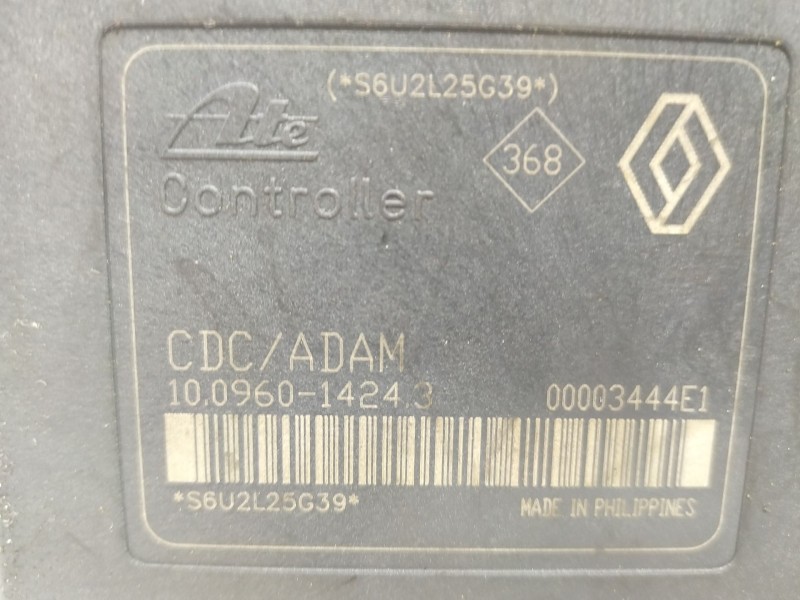 (*S6U2L25G39*)
Ate
368
Controller
CDC/ADAM
10.0960-1424.3 00003444E1
*S6U2L25G39*
MADE IN PHILIPPINES